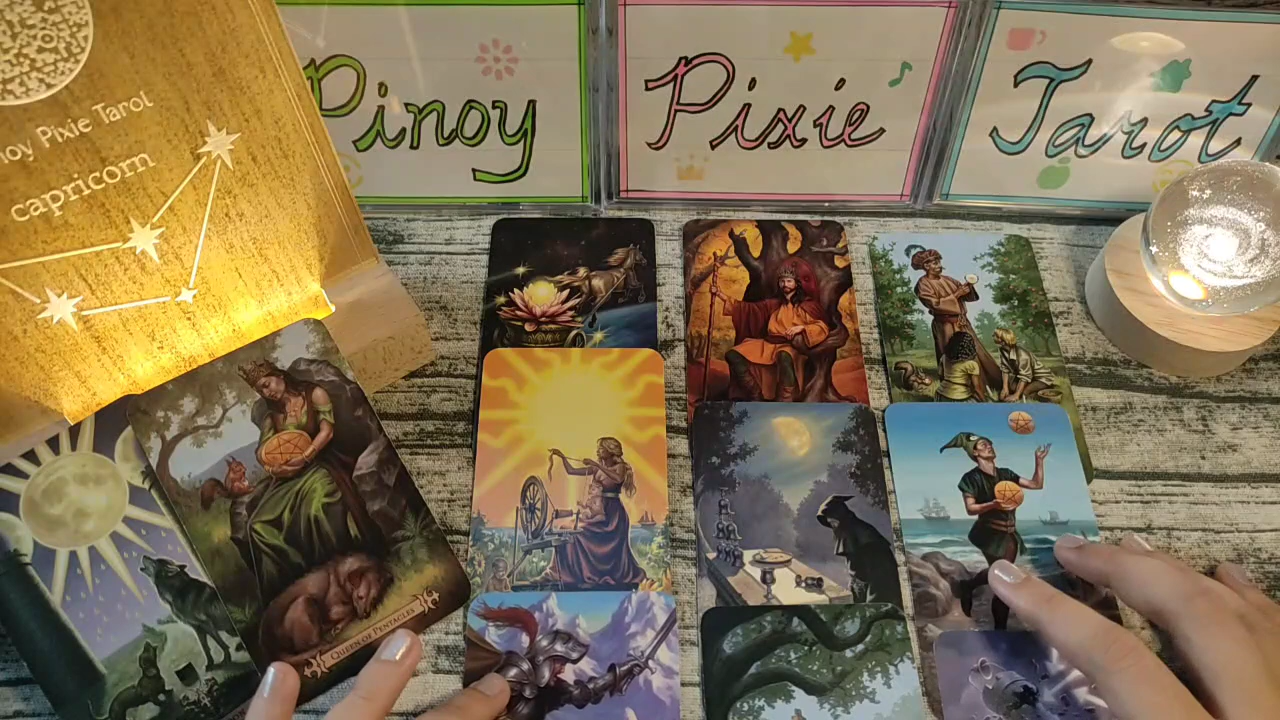 Pinoy
Pixie
Tarot
noy Pixie Tarot
capricorn
QUEEN OF PENTACLES